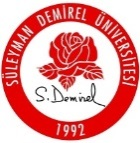 SÜLEYMAN DEMİREL ÜNİVERSİTESİ
S. Demirel
1992